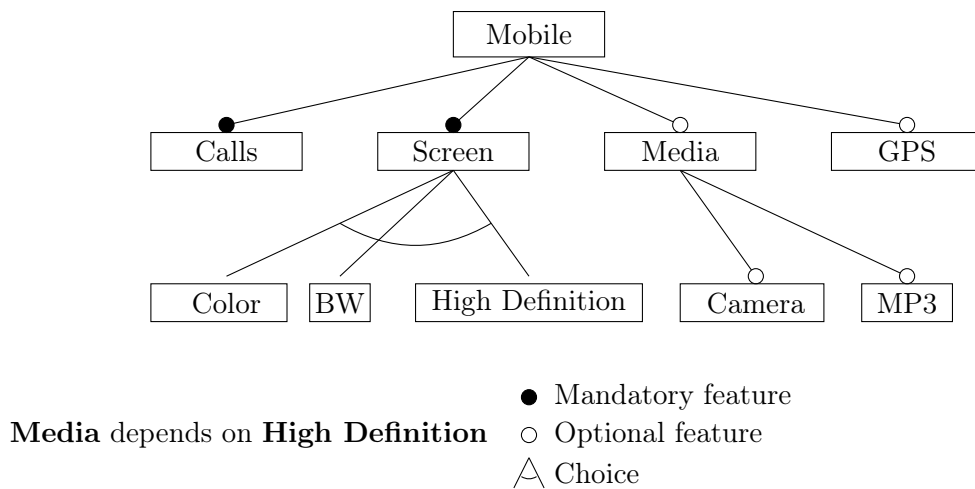 Mobile
Calls Screen Media GPS
Color BW High Definition Camera MP3
Mandatory feature
Media depends on High Definition Optional feature
Choice